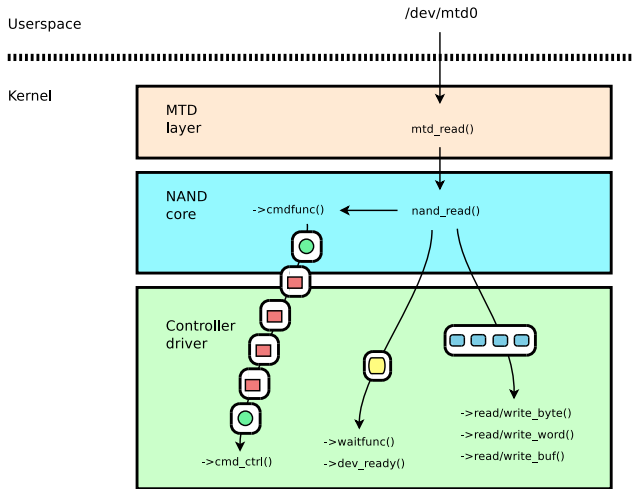 /dev/mtd0
Userspace
Kernel
MTD
layer
mtd_read()
NAND
core
->cmdfunc()
nand_read()
Controller
driver
->cmd_ctrl()
->waitfunc()
->dev_ready()
->read/write_byte()
->read/write_word()
->read/write_buf()